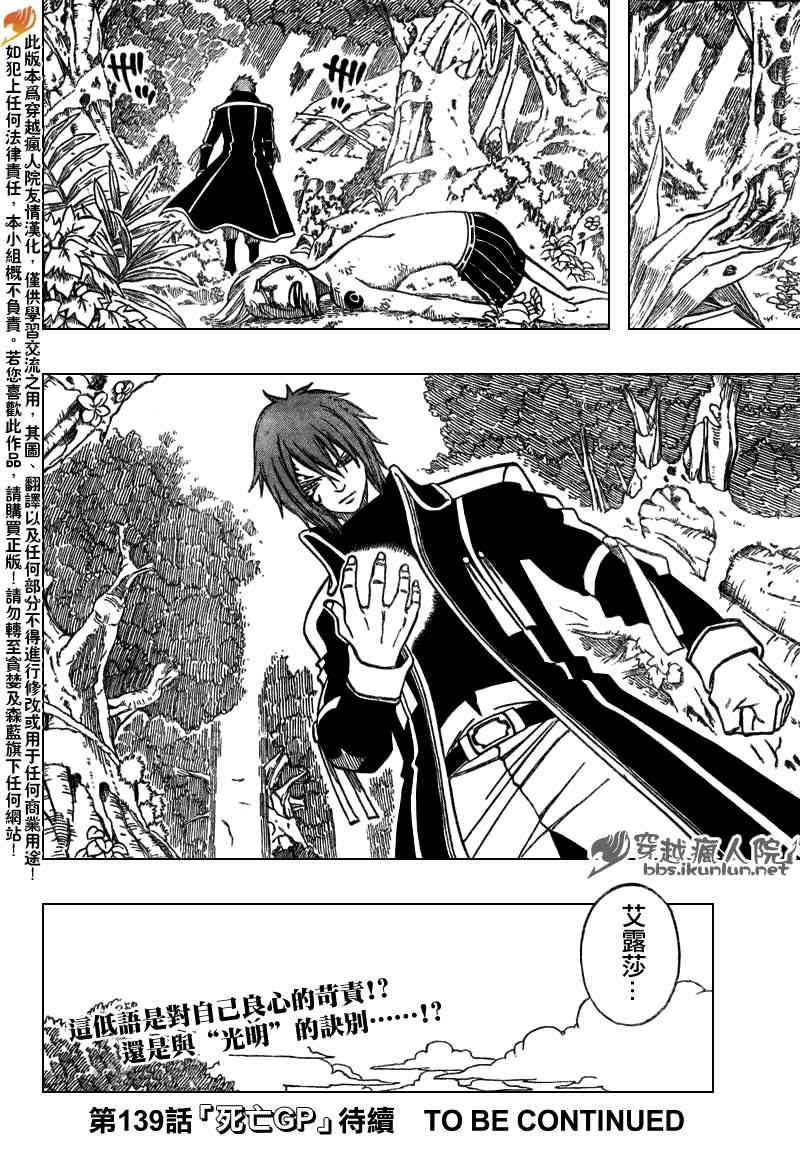 此版本爲穿越瘋人院友情漢化，僅供學習交流之用，其圖、翻譯以及任何部分不得進行修改或用于任何商業用途！
如犯上任何法律責任，本小組概不負責。若您喜歡此作品，請購買正版！請勿轉至貪婪及森藍旗下任何網站！
穿越瘋人院
bbs.ikunlun.net
艾露莎…
這低語是對自己良心的苛責!?
還是與“光明”的訣別……!?
第139話「死亡GP」待續 TO BE CONTINUED